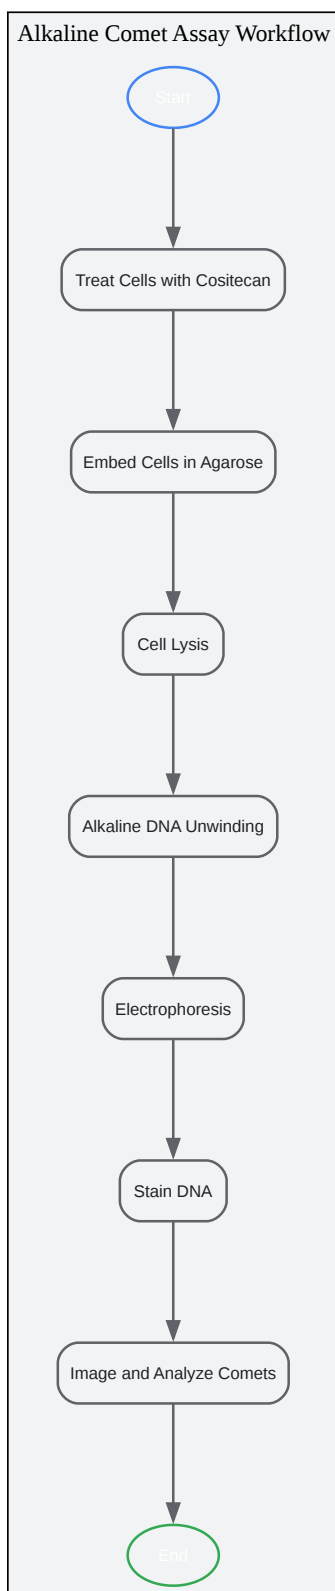 Alkaline Comet Assay Workflow
Start
Treat Cells with Cositecan
Embed Cells in Agarose
Cell Lysis
Alkaline DNA Unwinding
Electrophoresis
Stain DNA
Image and Analyze Comets
End